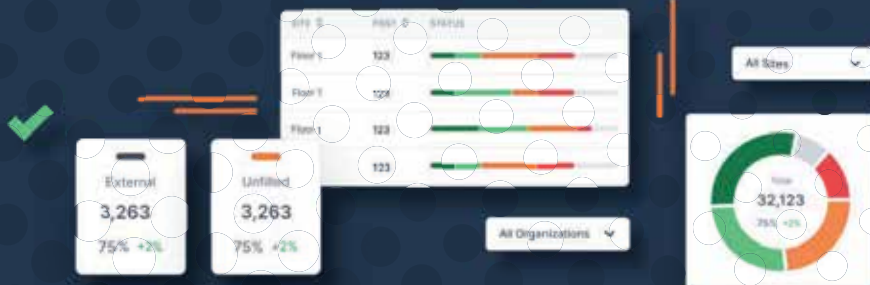 SITE POST STATUS
Floor 1 123
Floor 1 123
Floor 1 123
123
All Sites
External
3,263
75% +2%
Unfilled
3,263
75% +2%
All Organizations
Total
32,123
75% +2%